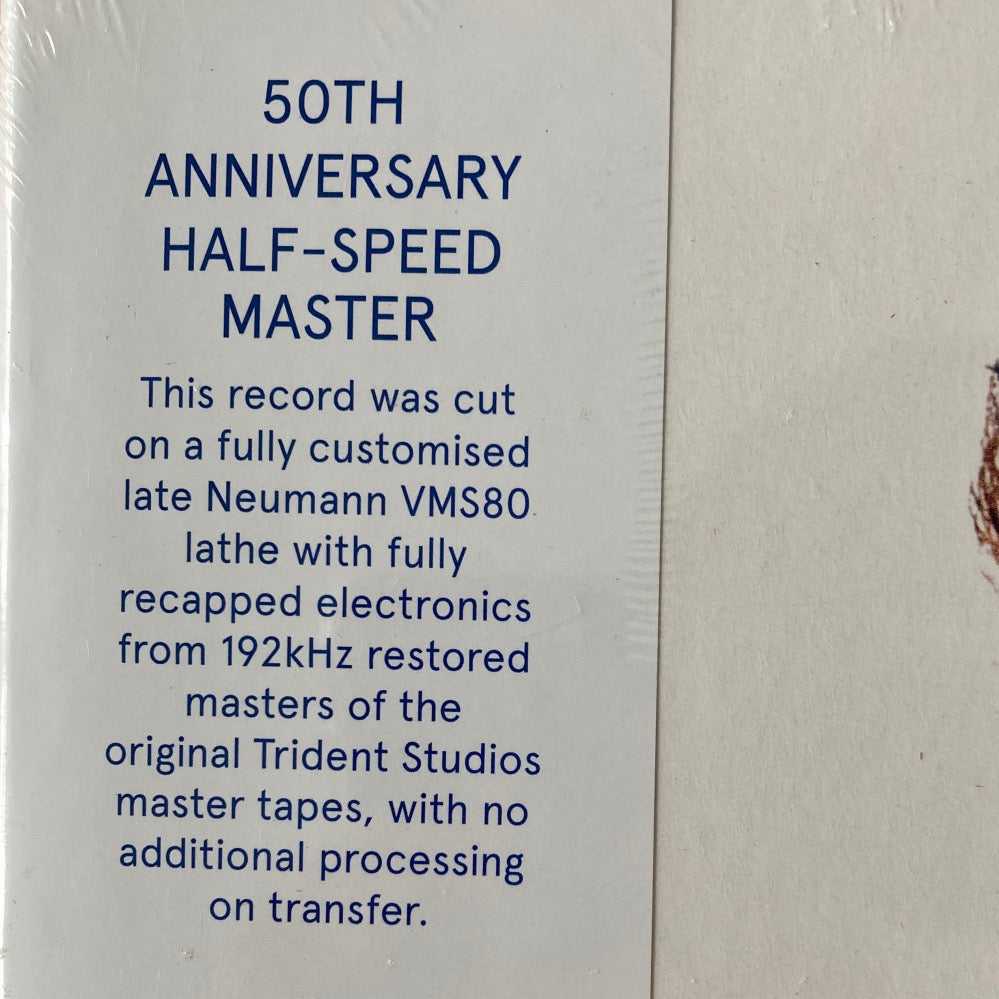 50TH
ANNIVERSARY
HALF-SPEED
MASTER
This record was cut
on a fully customised
late Neumann VMS80
lathe with fully
recapped electronics
from 192kHz restored
masters of the
original Trident Studios
master tapes, with no
additional processing
on transfer.